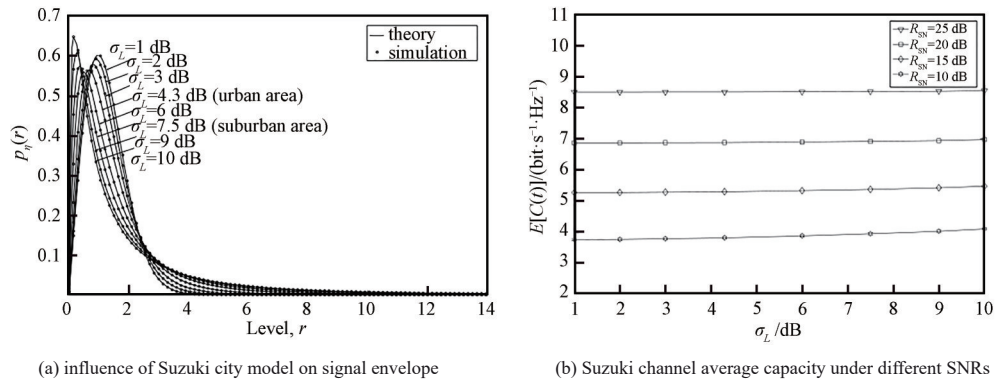 0.7
0.6
0.5
0.4
0.3
0.2
0.1
0
2
4
6
8
10
12
14
pη(r)
Level, r
theory
simulation
σL=1 dB
σL=2 dB
σL=3 dB
σL=4.3 dB (urban area)
σL=6 dB
σL=7.5 dB (suburban area)
σL=9 dB
σL=10 dB
(a) influence of Suzuki city model on signal envelope
11
10
9
8
7
6
5
4
3
2
1
2
3
4
5
6
7
8
9
10
E[C(t)]/(bit·s⁻¹·Hz⁻¹)
σL /dB
RSN=25 dB
RSN=20 dB
RSN=15 dB
RSN=10 dB
(b) Suzuki channel average capacity under different SNRs